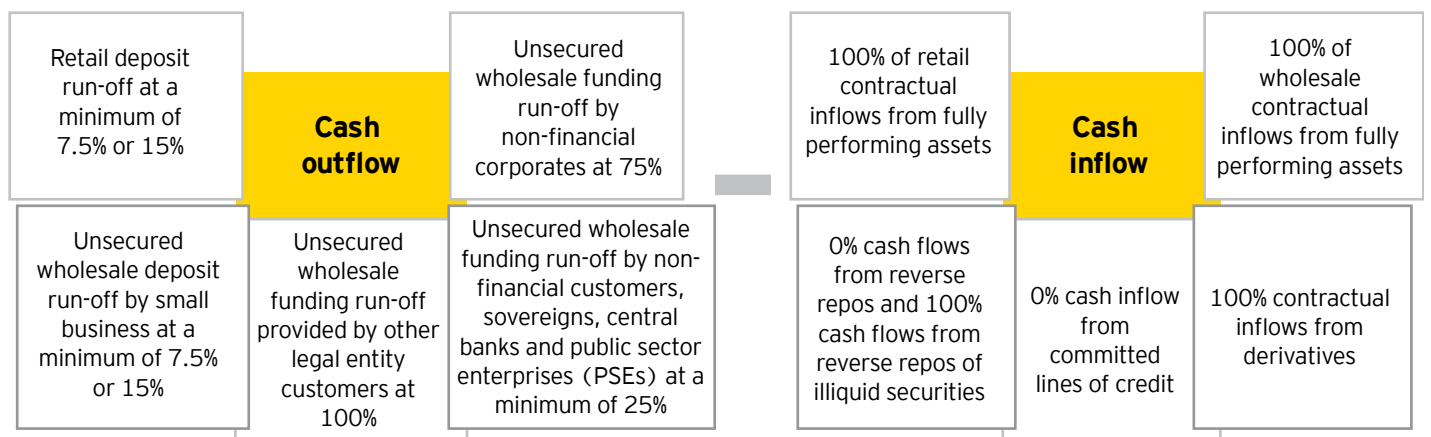 Retail deposit
run-off at a
minimum of
7.5% or 15%
Cash
outflow
Unsecured
wholesale funding
run-off by
non-financial
corporates at 75%
Unsecured
wholesale deposit
run-off by small
business at a
minimum of 7.5%
or 15%
Unsecured
wholesale
funding run-off
provided by other
legal entity
customers at
100%
Unsecured wholesale
funding run-off by non-
financial customers,
sovereigns, central
banks and public sector
enterprises (PSEs) at a
minimum of 25%
100% of retail
contractual
inflows from fully
performing assets
Cash
inflow
100% of
wholesale
contractual
inflows from fully
performing assets
0% cash flows
from reverse
repos and 100%
cash flows from
reverse repos of
illiquid securities
0% cash inflow
from
committed
lines of credit
100% contractual
inflows from
derivatives